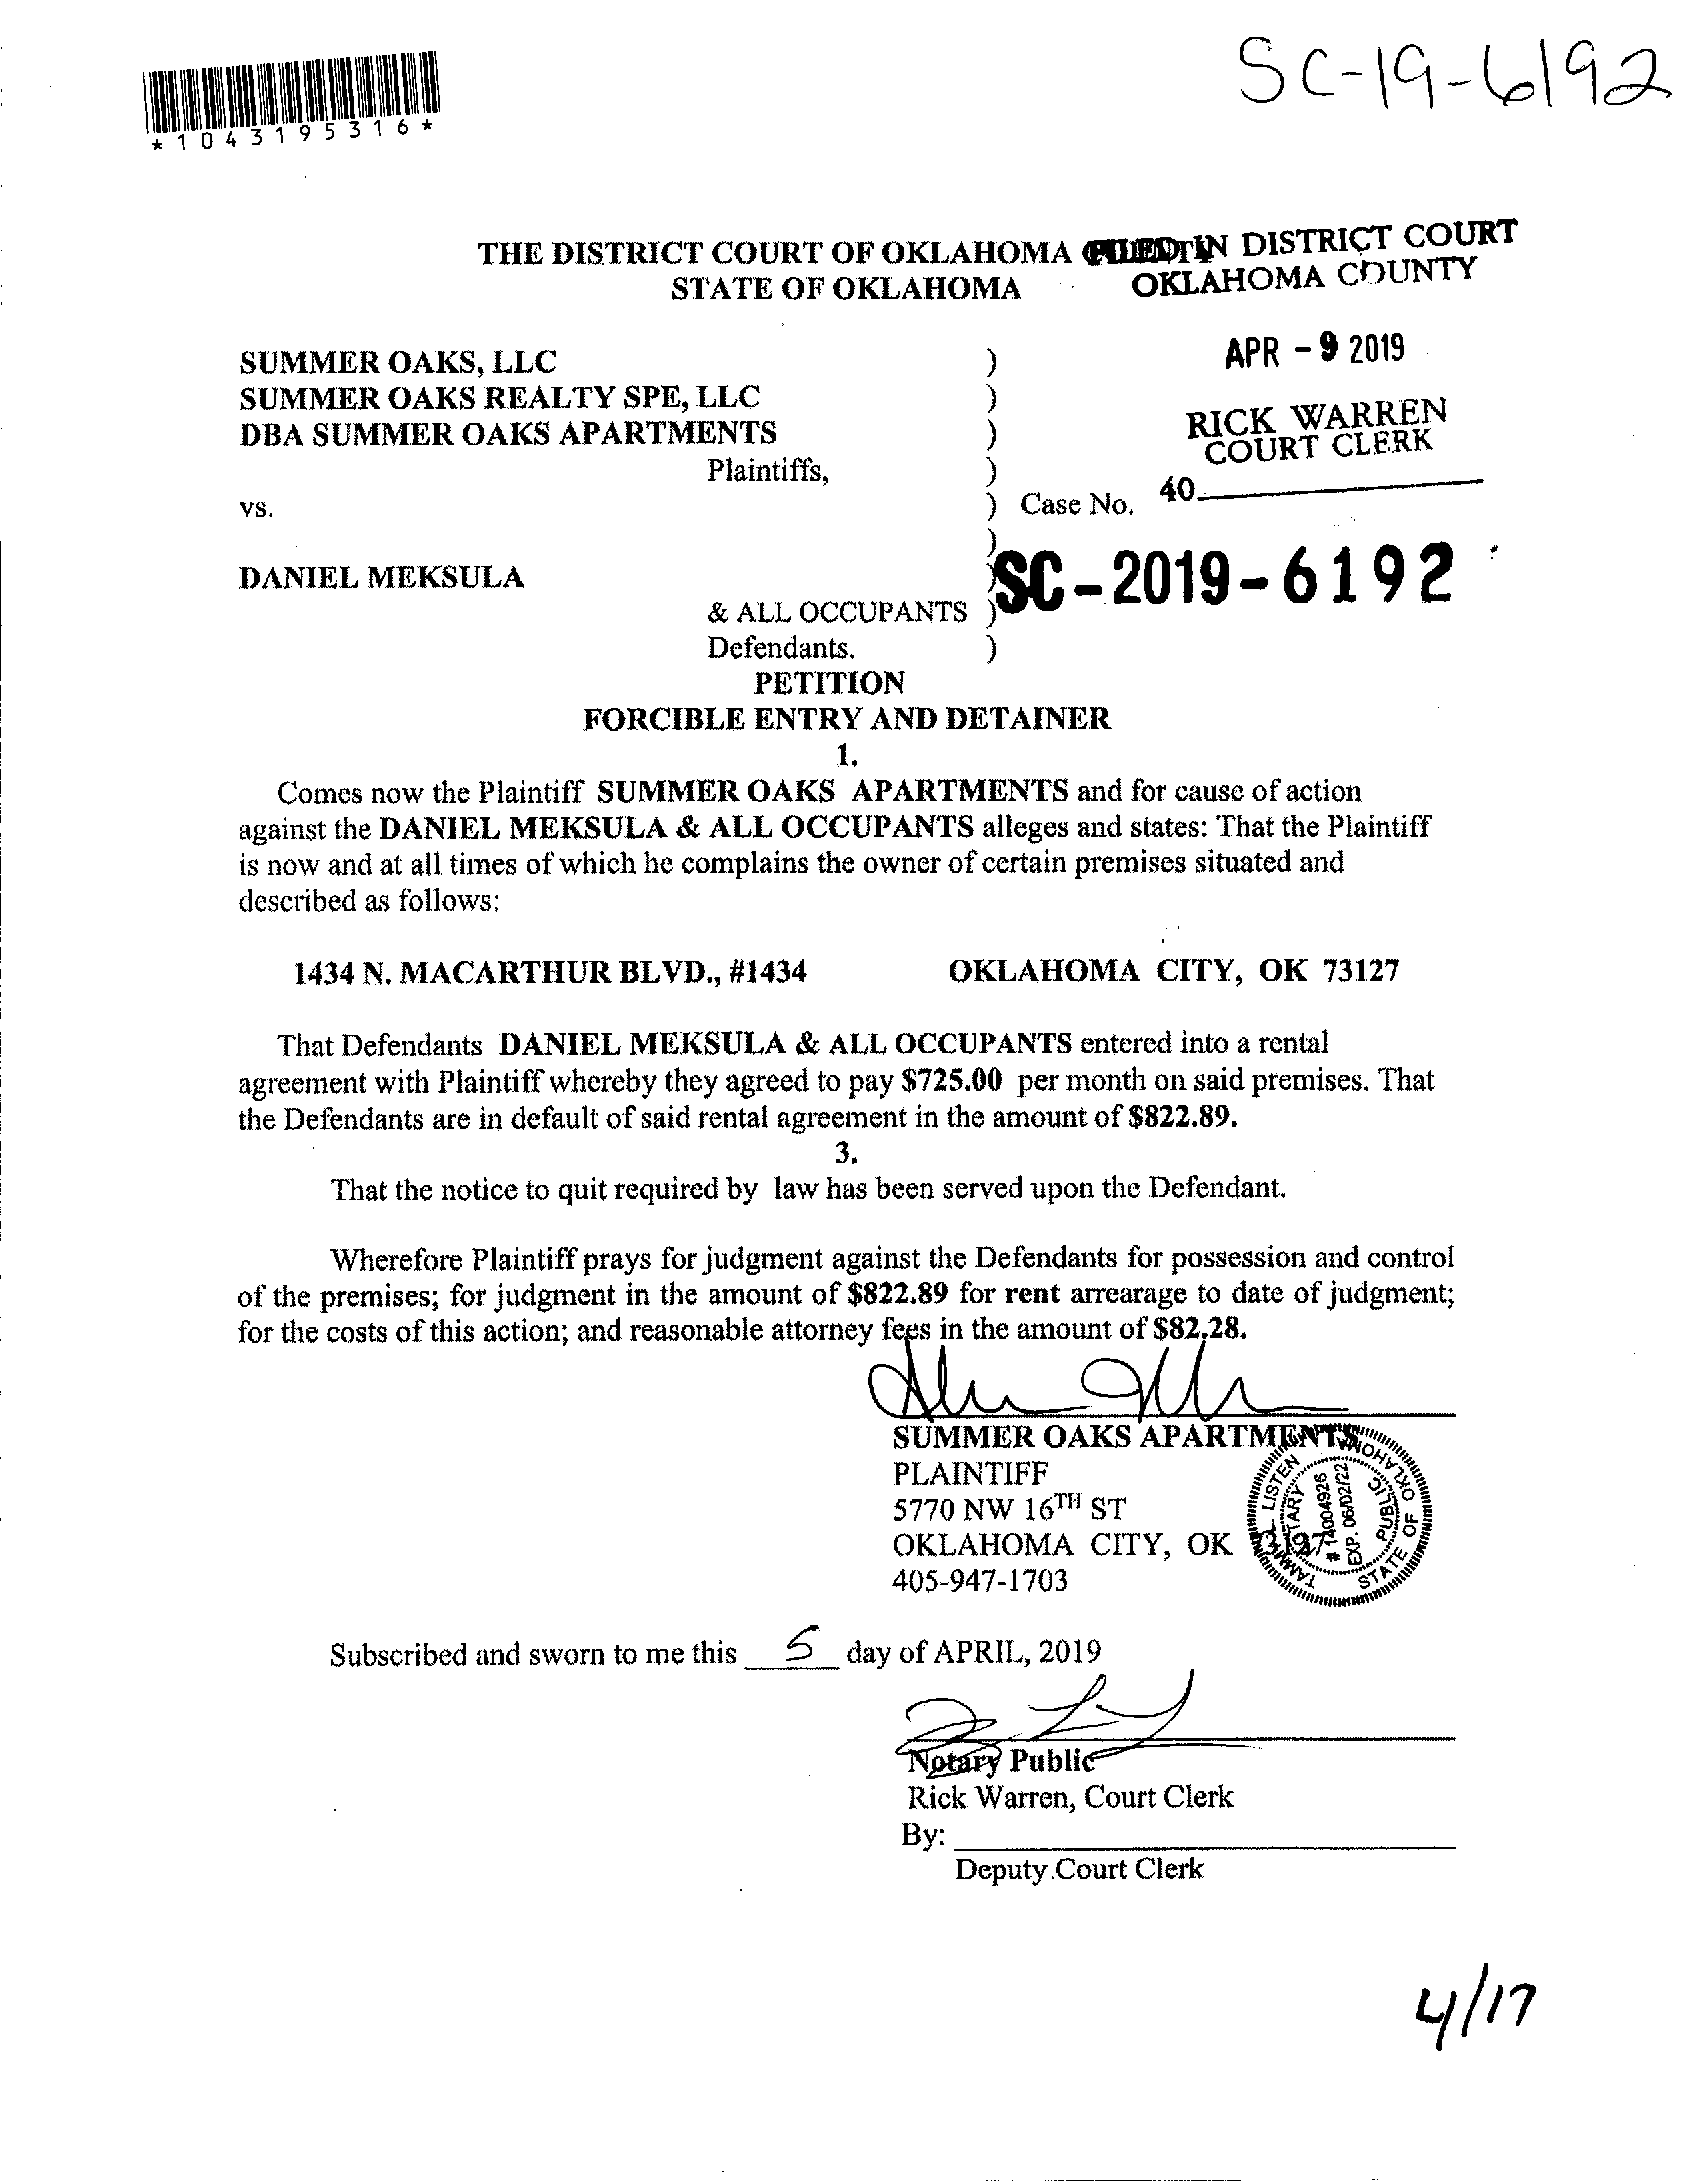 SC-19-6192
*1043195316*
THE DISTRICT COURT OF OKLAHOMA
FILED IN DISTRICT COURT
STATE OF OKLAHOMA
OKLAHOMA COUNTY
SUMMER OAKS, LLC )
APR - 9 2019
SUMMER OAKS REALTY SPE, LLC )
RICK WARREN
DBA SUMMER OAKS APARTMENTS )
COURT CLERK
Plaintiffs, )
40
vs. ) Case No.
)
DANIEL MEKSULA )
SC-2019-6192
& ALL OCCUPANTS )
Defendants. )
PETITION
FORCIBLE ENTRY AND DETAINER
1.
Comes now the Plaintiff SUMMER OAKS APARTMENTS and for cause of action
against the DANIEL MEKSULA & ALL OCCUPANTS alleges and states: That the Plaintiff
is now and at all times of which he complains the owner of certain premises situated and
described as follows:
1434 N. MACARTHUR BLVD., #1434 OKLAHOMA CITY, OK 73127
That Defendants DANIEL MEKSULA & ALL OCCUPANTS entered into a rental
agreement with Plaintiff whereby they agreed to pay $725.00 per month on said premises. That
the Defendants are in default of said rental agreement in the amount of $822.89.
3.
That the notice to quit required by law has been served upon the Defendant.
Wherefore Plaintiff prays for judgment against the Defendants for possession and control
of the premises; for judgment in the amount of $822.89 for rent arrearage to date of judgment;
for the costs of this action; and reasonable attorney fees in the amount of $82.28.
SUMMER OAKS APARTMENTS
PLAINTIFF
5770 NW 16TH ST
OKLAHOMA CITY, OK
405-947-1703
LISTEN
NOTARY PUBLIC
# 14004926
EXP. 06/02/22
STATE OF OKLAHOMA
Subscribed and sworn to me this 5 day of APRIL, 2019
Notary Public
Rick Warren, Court Clerk
By:
Deputy Court Clerk
4/17